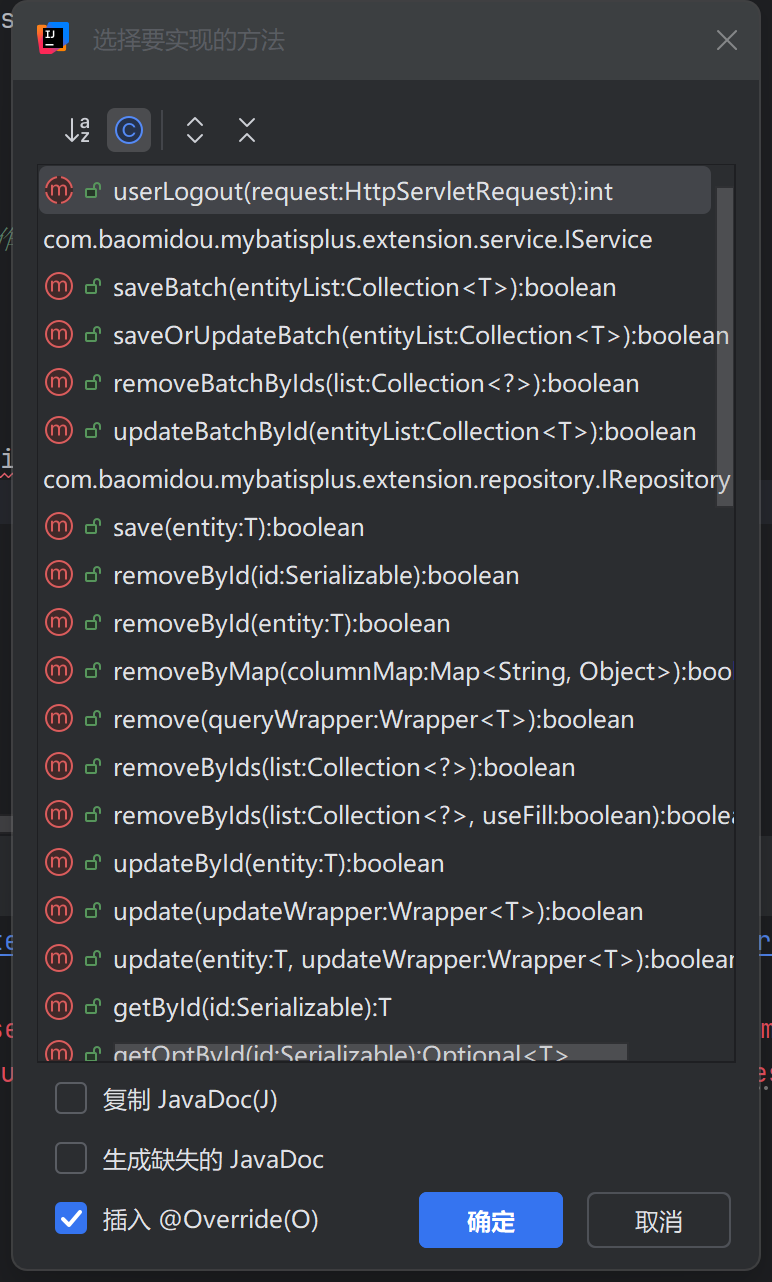 选择要实现的方法
userLogout(request:HttpServletRequest):int
com.baomidou.mybatisplus.extension.service.IService
saveBatch(entityList:Collection<T>):boolean
saveOrUpdateBatch(entityList:Collection<T>):boolean
removeBatchByIds(list:Collection<?>):boolean
updateBatchById(entityList:Collection<T>):boolean
com.baomidou.mybatisplus.extension.repository.IRepository
save(entity:T):boolean
removeById(id:Serializable):boolean
removeById(entity:T):boolean
removeByMap(columnMap:Map<String, Object>):boo
remove(queryWrapper:Wrapper<T>):boolean
removeByIds(list:Collection<?>):boolean
removeByIds(list:Collection<?>, useFill:boolean):boolea
updateById(entity:T):boolean
update(updateWrapper:Wrapper<T>):boolean
update(entity:T, updateWrapper:Wrapper<T>):boolean
getById(id:Serializable):T
getOptById(id:Serializable):Optional<T>
复制 JavaDoc(J)
生成缺失的 JavaDoc
插入 @Override(O)
确定
取消